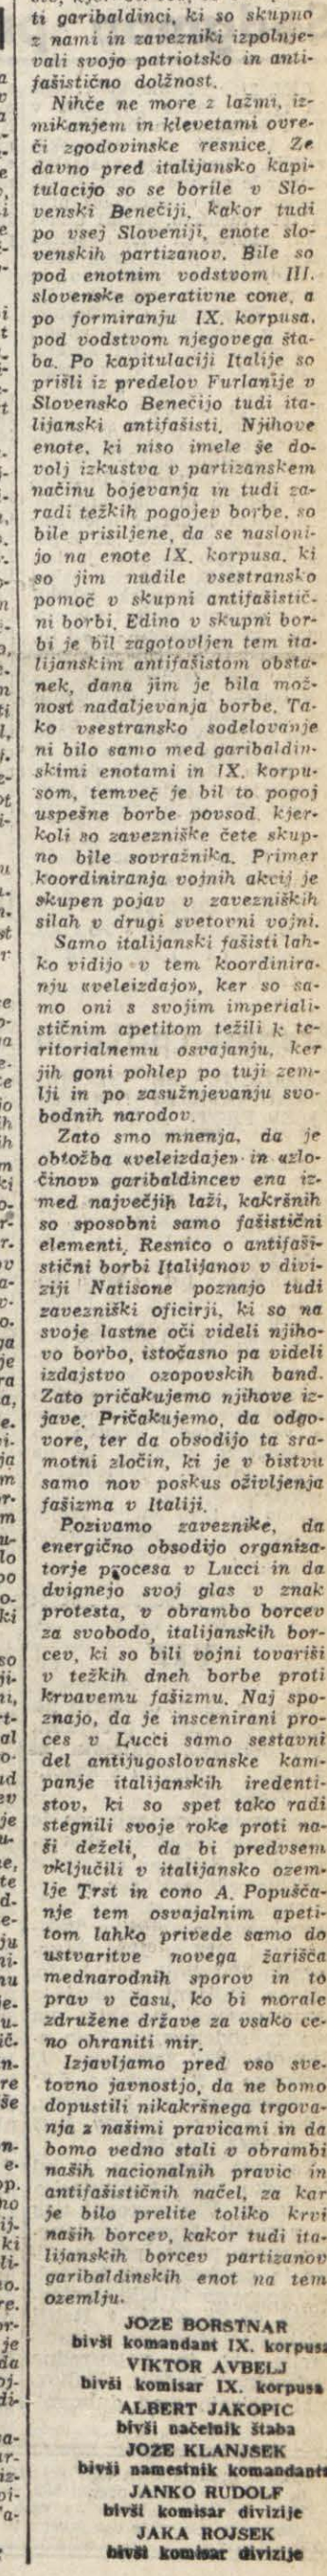 ti garibaldinci, ki so skupno
z nami in zavezniki izpolnje-
vali svojo patriotsko in anti-
fašistično dolžnost.
Nihče ne more z lažmi, iz-
mikanjem in klevetami ovre-
či zgodovinske resnice. Ze
davno pred italijansko kapi-
tulacijo so se borile v Slo-
venski Benečiji, kakor tudi
po vsej Sloveniji, enote slo-
venskih partizanov. Bile so
pod enotnim vodstvom III.
slovenske operativne cone, a
po formiranju IX. korpusa,
pod vodstvom njegovega šta-
ba. Po kapitulaciji Italije so
prišli iz predelov Furlanije v
Slovensko Benečijo tudi ita-
lijanski antifašisti. Njihove
enote, ki niso imele še do-
volj izkustva v partizanskem
načinu bojevanja in tudi za-
radi težkih pogojev borbe, so
bile prisiljene, da se nasloni-
jo na enote IX. korpusa, ki
so jim nudile vsestransko
pomoč v skupni antifašistič-
ni borbi. Edino v skupni bor-
bi je bil zagotovljen tem ita-
lijanskim antifašistom obsta-
nek, dana jim je bila mož-
nost nadaljevanja borbe. Ta-
ko vsestransko sodelovanje
ni bilo samo med garibaldin-
skimi enotami in IX. korpu-
som, temveč je bil to pogoj
uspešne borbe povsod, kjer-
koli so zavezniške čete skup-
no bile sovražnika. Primer
koordiniranja vojnih akcij je
skupen pojav v zavezniških
silah v drugi svetovni vojni.
Samo italijanski fašisti lah-
ko vidijo v tem koordinira-
nju «veleizdajo», ker so sa-
mo oni s svojim imperiali-
stičnim apetitom težili k te-
ritorialnemu osvajanju, ker
jih goni pohlep po tuji zem-
lji in po zasužnjevanju svo-
bodnih narodov.
Zato smo mnenja, da je
obtožba «veleizdaje» in «zlo-
činov» garibaldincev ena iz-
med največjih laži, kakršnih
so sposobni samo fašistični
elementi. Resnico o antifaši-
stični borbi Italijanov v divi-
ziji Natisone poznajo tudi
zavezniški oficirji, ki so na
svoje lastne oči videli njiho-
vo borbo, istočasno pa videli
izdajstvo ozopovskih band.
Zato pričakujemo njihove iz-
jave. Pričakujemo, da odgo-
vore, ter da obsodijo ta sra-
motni zločin, ki je v bistvu
samo nov poskus oživljenja
fašizma v Italiji.
Pozivamo zaveznike, da
energično obsodijo organiza-
torje procesa v Lucci in da
dvignejo svoj glas v znak
protesta, v obrambo borcev
za svobodo, italijanskih bor-
cev, ki so bili vojni tovariši
v težkih dneh borbe proti
krvavemu fašizmu. Naj spo-
znajo, da je inscenirani pro-
ces v Lucci samo sestavni
del antijugoslovanske kam-
panje italijanskih iredenti-
stov, ki so spet tako radi
stegnili svoje roke proti na-
ši deželi, da bi predvsem
vključili v italijansko ozem-
lje Trst in cono A. Popušča-
nje tem osvajalnim apeti-
tom lahko privede samo do
ustvaritve novega žarišča
mednarodnih sporov in to
prav v času, ko bi morale
združene države za vsako ce-
no ohraniti mir.
Izjavljamo pred vso sve-
tovno javnostjo, da ne bomo
dopustili nikakršnega trgova-
nja z našimi pravicami in da
bomo vedno stali v obrambi
naših nacionalnih pravic in
antifašističnih načel, za kar
je bilo prelite toliko krvi
naših borcev, kakor tudi ita-
lijanskih borcev partizanov
garibaldinskih enot na tem
ozemlju.
JOZE BORSTNAR
bivši komandant IX. korpusa
VIKTOR AVBELJ
bivši komisar IX. korpusa
ALBERT JAKOPIC
bivši načelnik štaba
JOZE KLANJSEK
bivši namestnik komandanta
JANKO RUDOLF
bivši komisar divizije
JAKA ROJSEK
bivši komisar divizije